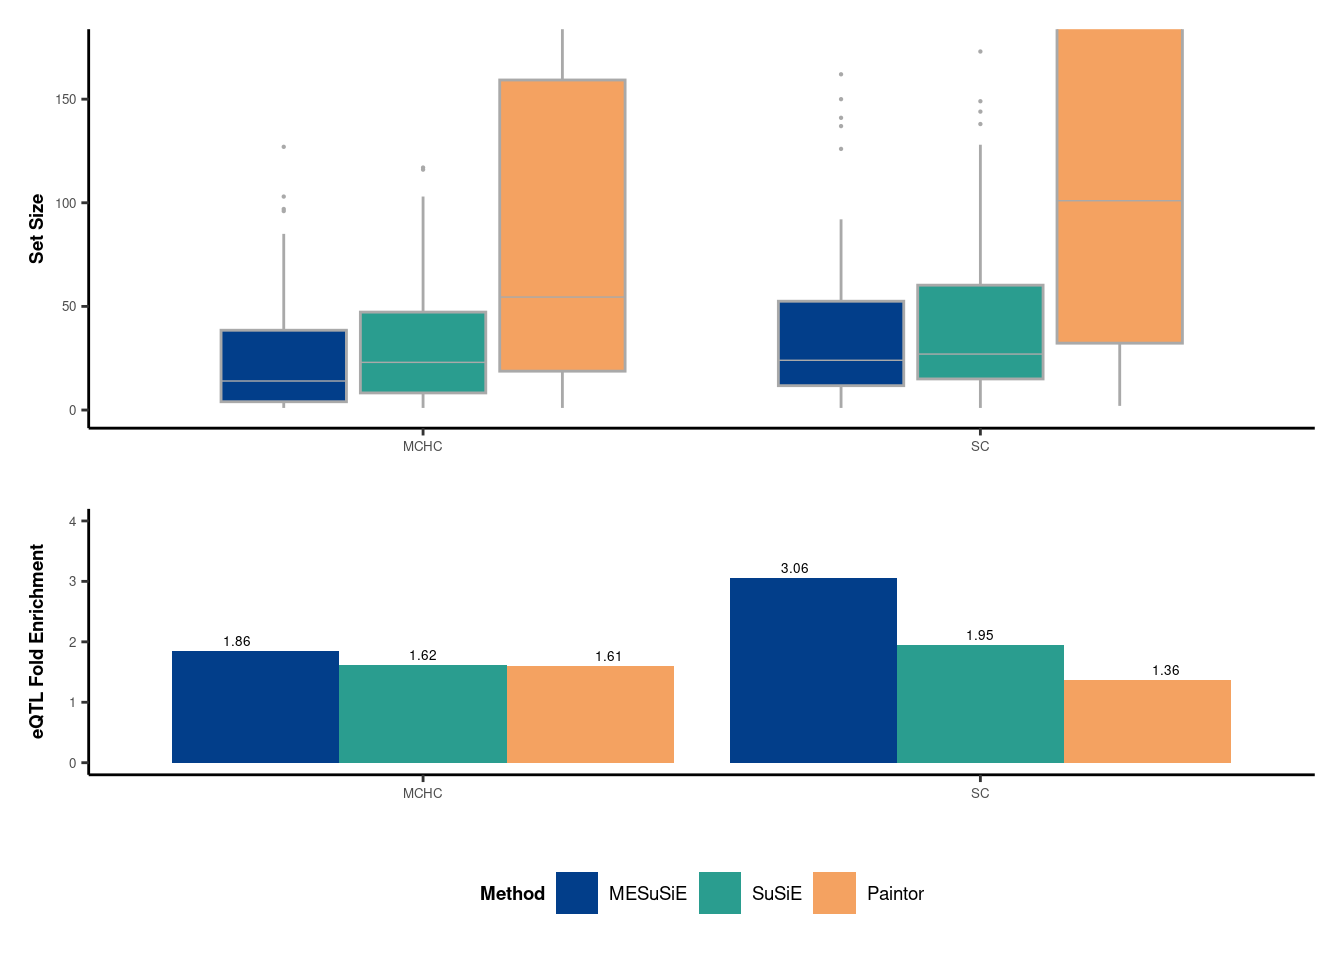 Set Size
150
100
50
0
MCHC SC
eQTL Fold Enrichment
4
3
2
1
0
1.86 1.62 1.61 3.06 1.95 1.36
MCHC SC
Method MESuSiE SuSiE Paintor